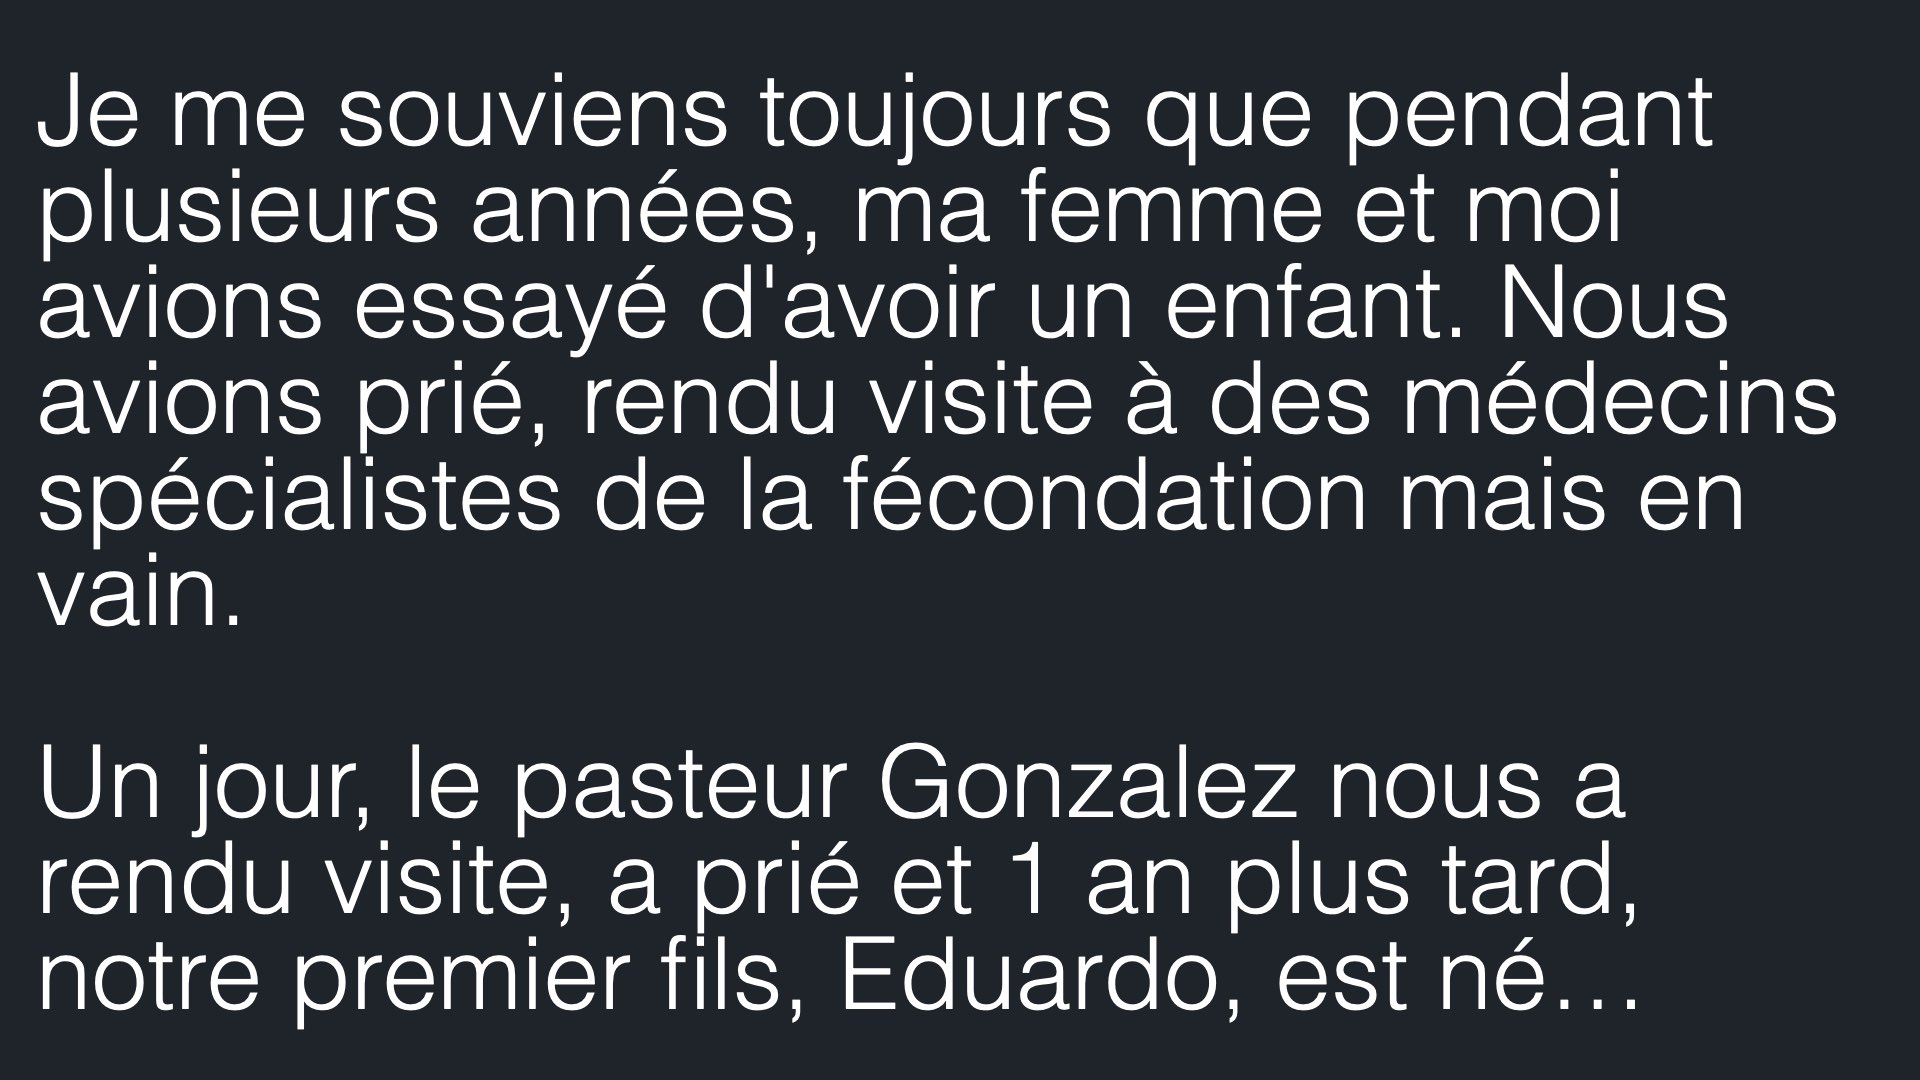 Je me souviens toujours que pendant
plusieurs années, ma femme et moi
avions essayé d'avoir un enfant. Nous
avions prié, rendu visite à des médecins
spécialistes de la fécondation mais en
vain.
Un jour, le pasteur Gonzalez nous a
rendu visite, a prié et 1 an plus tard,
notre premier fils, Eduardo, est né…